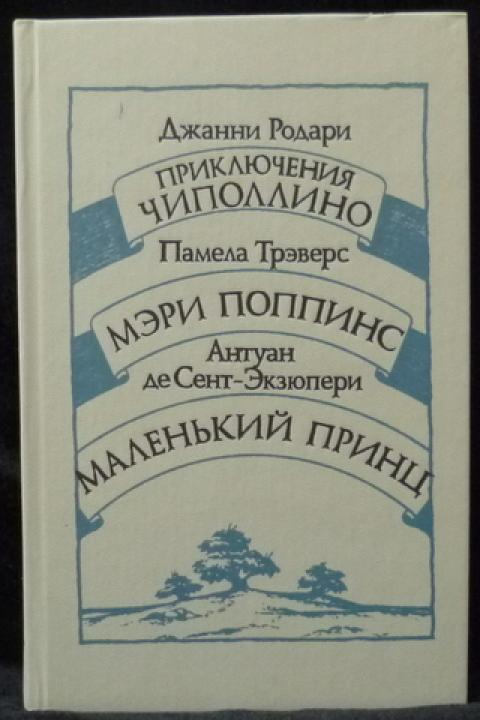 Джанни Родари
ПРИКЛЮЧЕНИЯ
ЧИПОЛЛИНО
Памела Трэверс
МЭРИ ПОППИНС
Антуан
де Сент-Экзюпери
МАЛЕНЬКИЙ ПРИНЦ